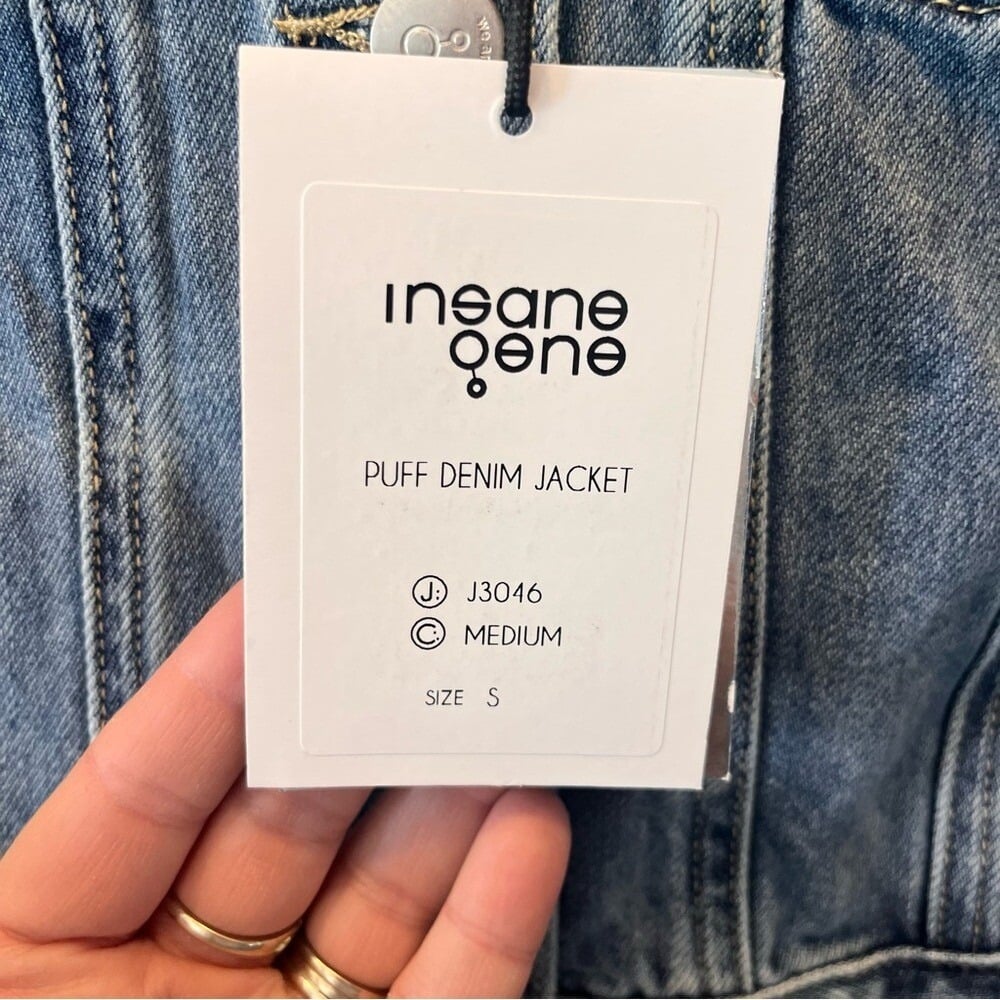 insane
gene
PUFF DENIM JACKET
J: J3046
C: MEDIUM
SIZE S